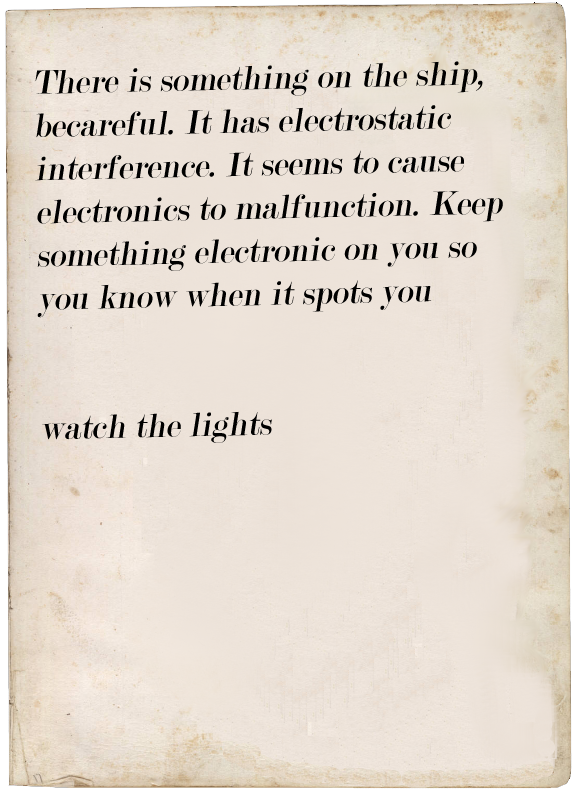 There is something on the ship,
becareful. It has electrostatic
interference. It seems to cause
electronics to malfunction. Keep
something electronic on you so
you know when it spots you
watch the lights